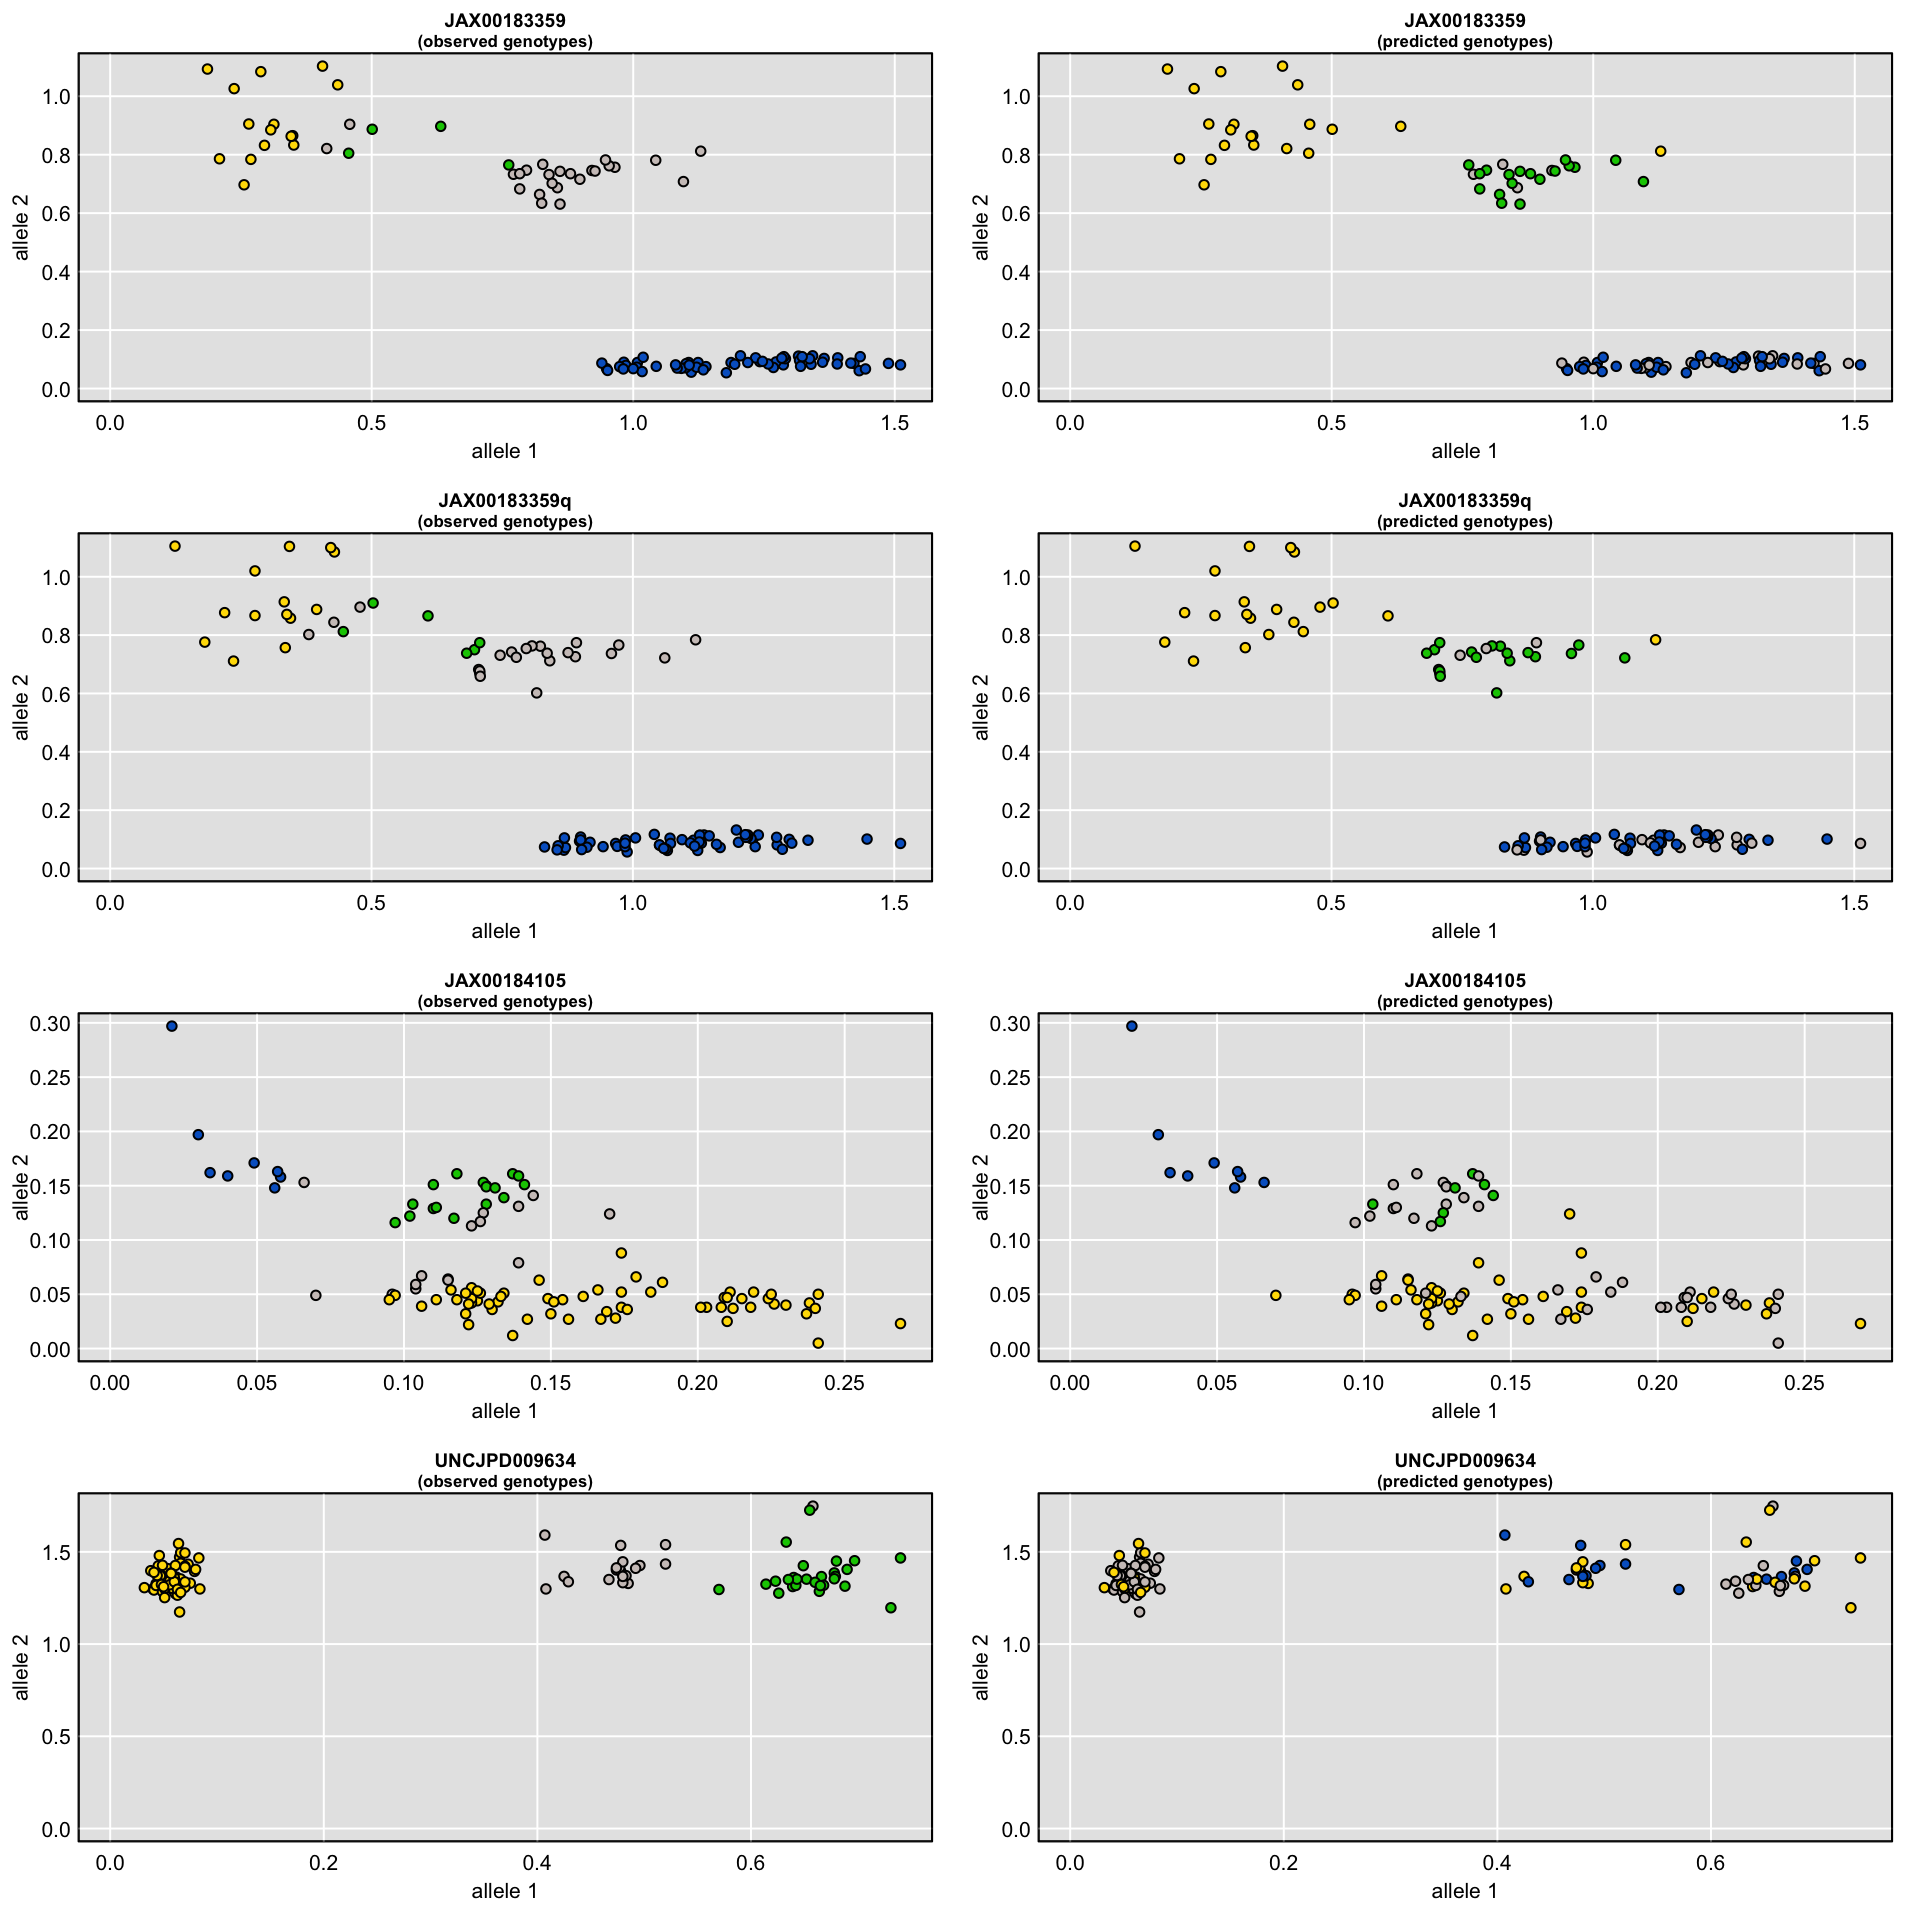 JAX00183359
(observed genotypes)
allele 2
1.0
0.8
0.6
0.4
0.2
0.0
0.0 0.5 1.0 1.5
allele 1
JAX00183359
(predicted genotypes)
allele 2
1.0
0.8
0.6
0.4
0.2
0.0
0.0 0.5 1.0 1.5
allele 1
JAX00183359q
(observed genotypes)
allele 2
1.0
0.8
0.6
0.4
0.2
0.0
0.0 0.5 1.0 1.5
allele 1
JAX00183359q
(predicted genotypes)
allele 2
1.0
0.8
0.6
0.4
0.2
0.0
0.0 0.5 1.0 1.5
allele 1
JAX00184105
(observed genotypes)
allele 2
0.30
0.25
0.20
0.15
0.10
0.05
0.00
0.00 0.05 0.10 0.15 0.20 0.25
allele 1
JAX00184105
(predicted genotypes)
allele 2
0.30
0.25
0.20
0.15
0.10
0.05
0.00
0.00 0.05 0.10 0.15 0.20 0.25
allele 1
UNCJPD009634
(observed genotypes)
allele 2
1.5
1.0
0.5
0.0
0.0 0.2 0.4 0.6
allele 1
UNCJPD009634
(predicted genotypes)
allele 2
1.5
1.0
0.5
0.0
0.0 0.2 0.4 0.6
allele 1